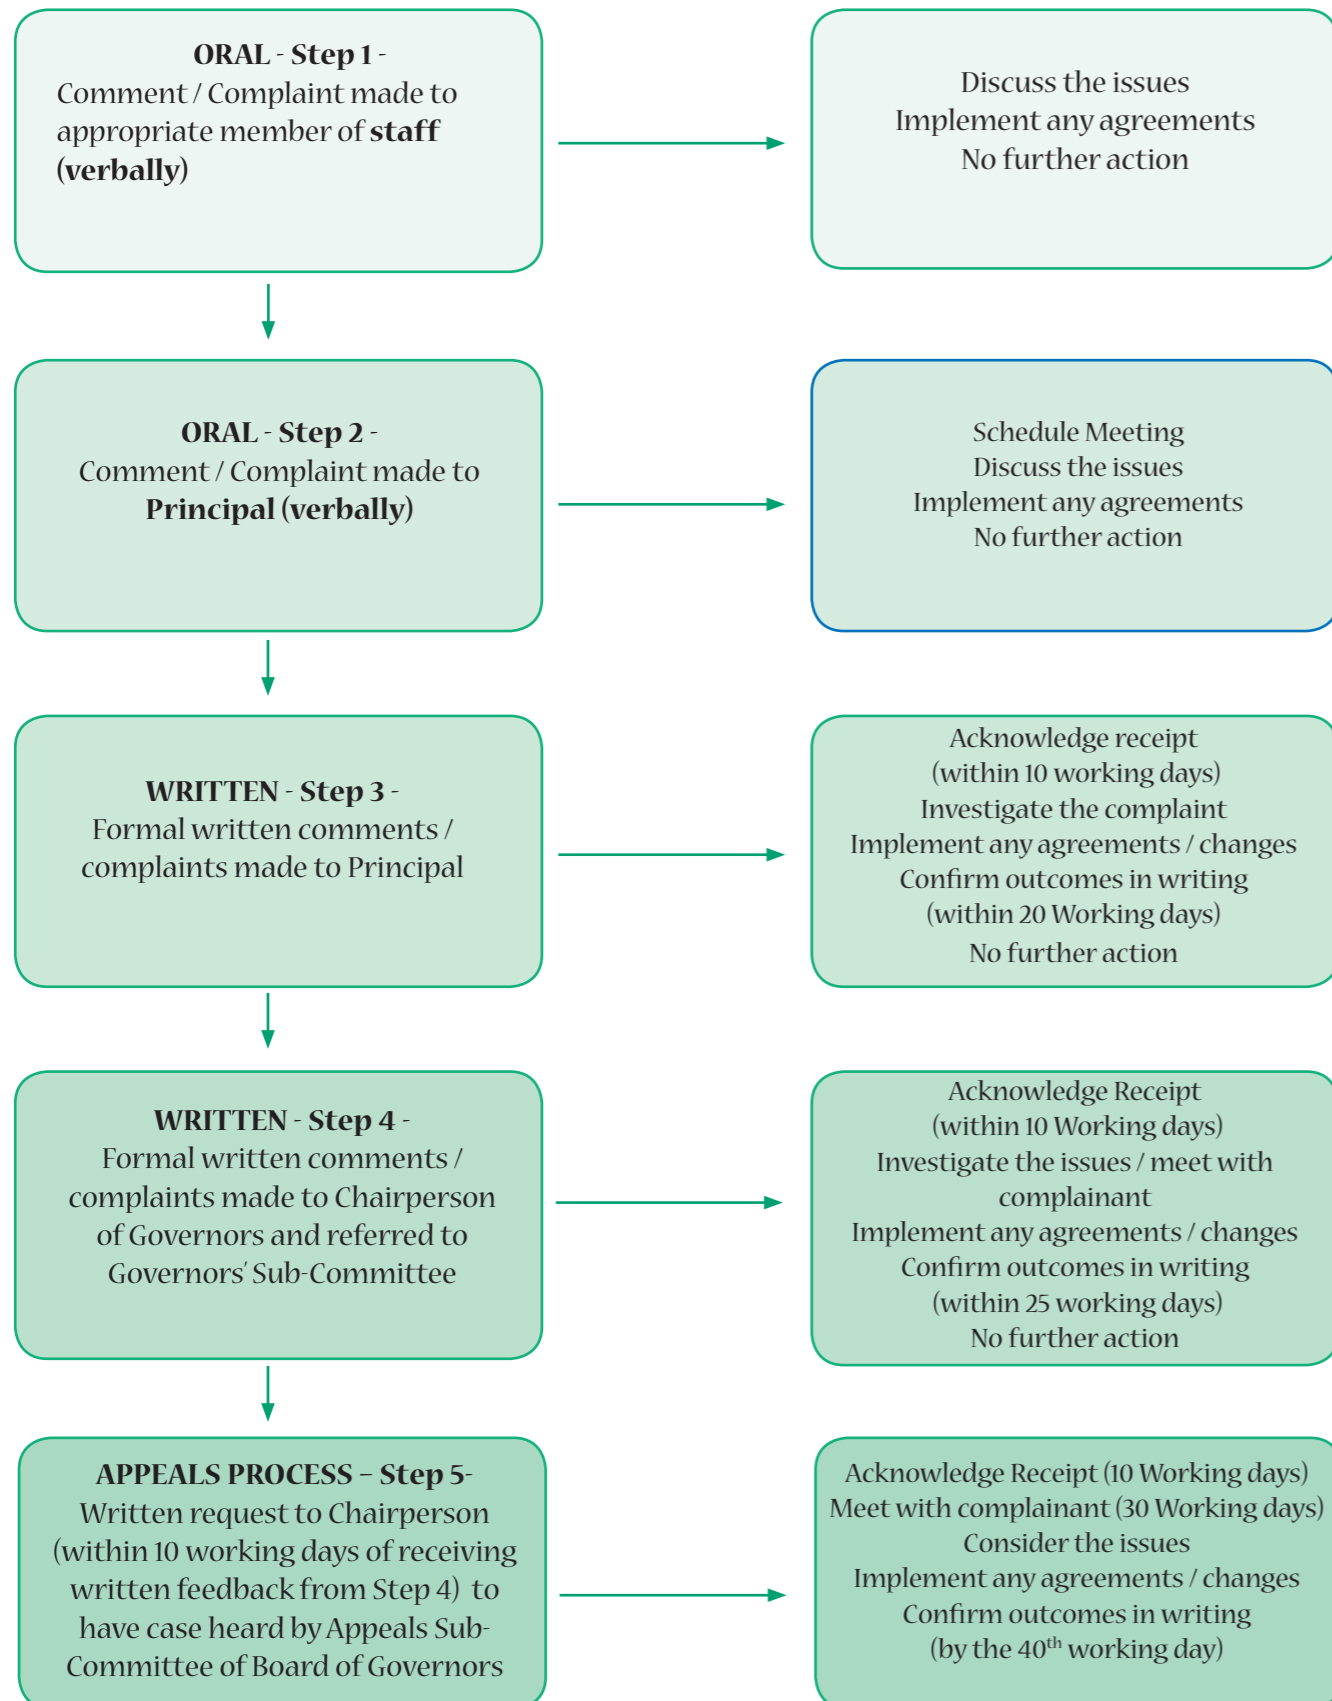 ORAL - Step 1 -
Comment / Complaint made to
appropriate member of staff
(verbally)
Discuss the issues
Implement any agreements
No further action
ORAL - Step 2 -
Comment / Complaint made to
Principal (verbally)
Schedule Meeting
Discuss the issues
Implement any agreements
No further action
WRITTEN - Step 3 -
Formal written comments /
complaints made to Principal
Acknowledge receipt
(within 10 working days)
Investigate the complaint
Implement any agreements / changes
Confirm outcomes in writing
(within 20 Working days)
No further action
WRITTEN - Step 4 -
Formal written comments /
complaints made to Chairperson
of Governors and referred to
Governors' Sub-Committee
Acknowledge Receipt
(within 10 Working days)
Investigate the issues / meet with
complainant
Implement any agreements / changes
Confirm outcomes in writing
(within 25 working days)
No further action
APPEALS PROCESS – Step 5-
Written request to Chairperson
(within 10 working days of receiving
written feedback from Step 4) to
have case heard by Appeals Sub-
Committee of Board of Governors
Acknowledge Receipt (10 Working days)
Meet with complainant (30 Working days)
Consider the issues
Implement any agreements / changes
Confirm outcomes in writing
(by the 40th working day)